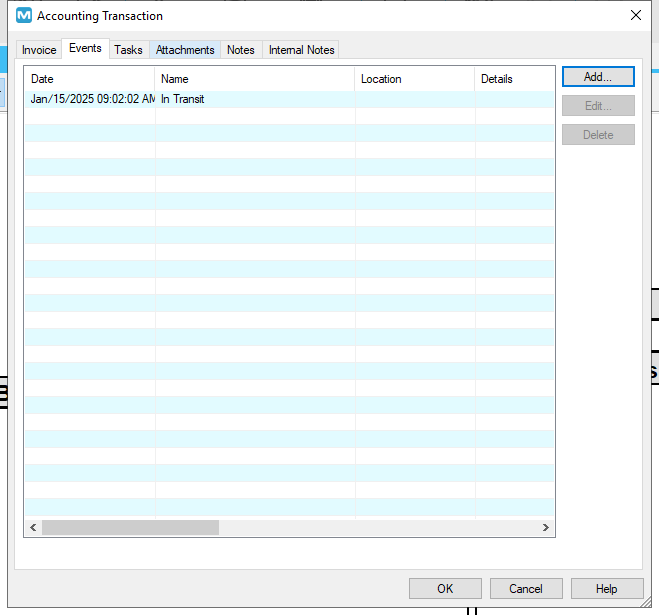 Accounting Transaction
Invoice Events Tasks Attachments Notes Internal Notes
Date Name Location Details
Jan/15/2025 09:02:02 AM In Transit
Add...
Edit...
Delete
OK Cancel Help